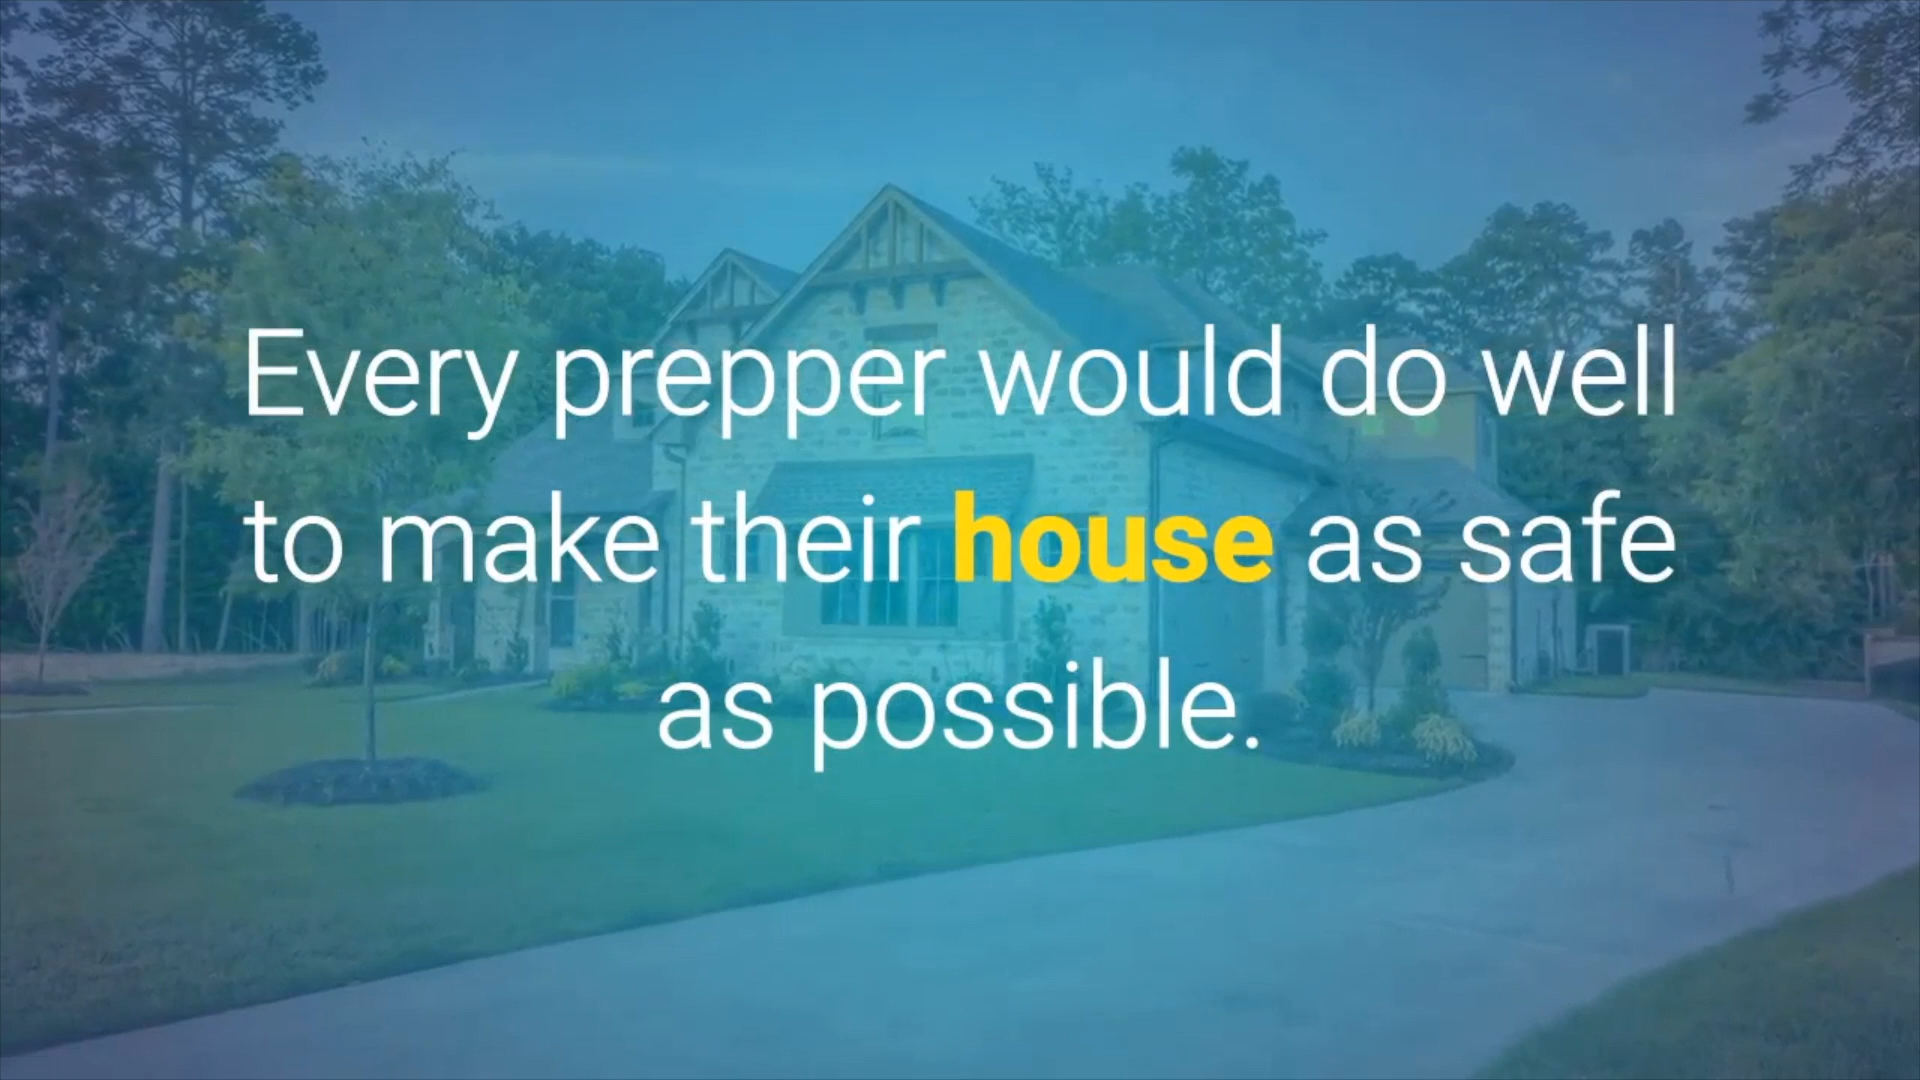 Every prepper would do well
to make their house as safe
as possible.